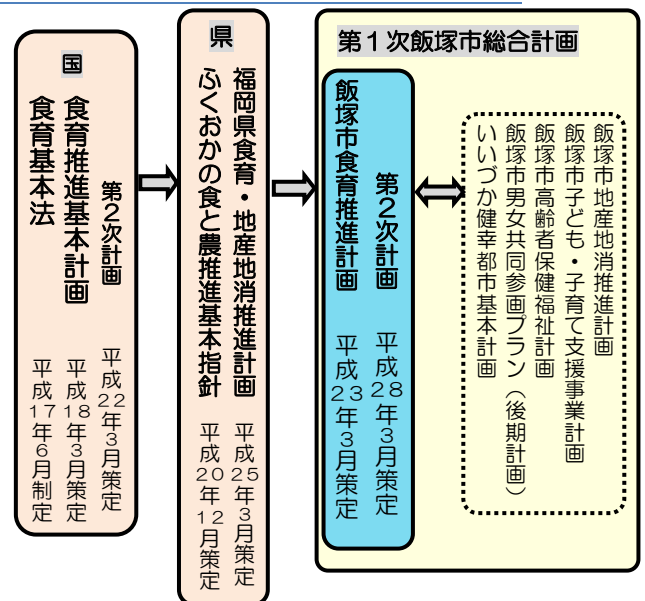 国
第２次計画　平成２２年３月策定
食育推進基本計画　平成１８年３月策定
食育基本法　平成１７年６月制定
県
福岡県食育・地産地消推進計画　平成２５年３月策定
ふくおかの食と農推進基本指針　平成２０年１２月策定
第１次飯塚市総合計画
第２次計画　平成２８年３月策定
飯塚市食育推進計画　平成２３年３月策定
飯塚市地産地消推進計画
飯塚市子ども・子育て支援事業計画
飯塚市高齢者保健福祉計画
飯塚市男女共同参画プラン（後期計画）
いいづか健幸都市基本計画